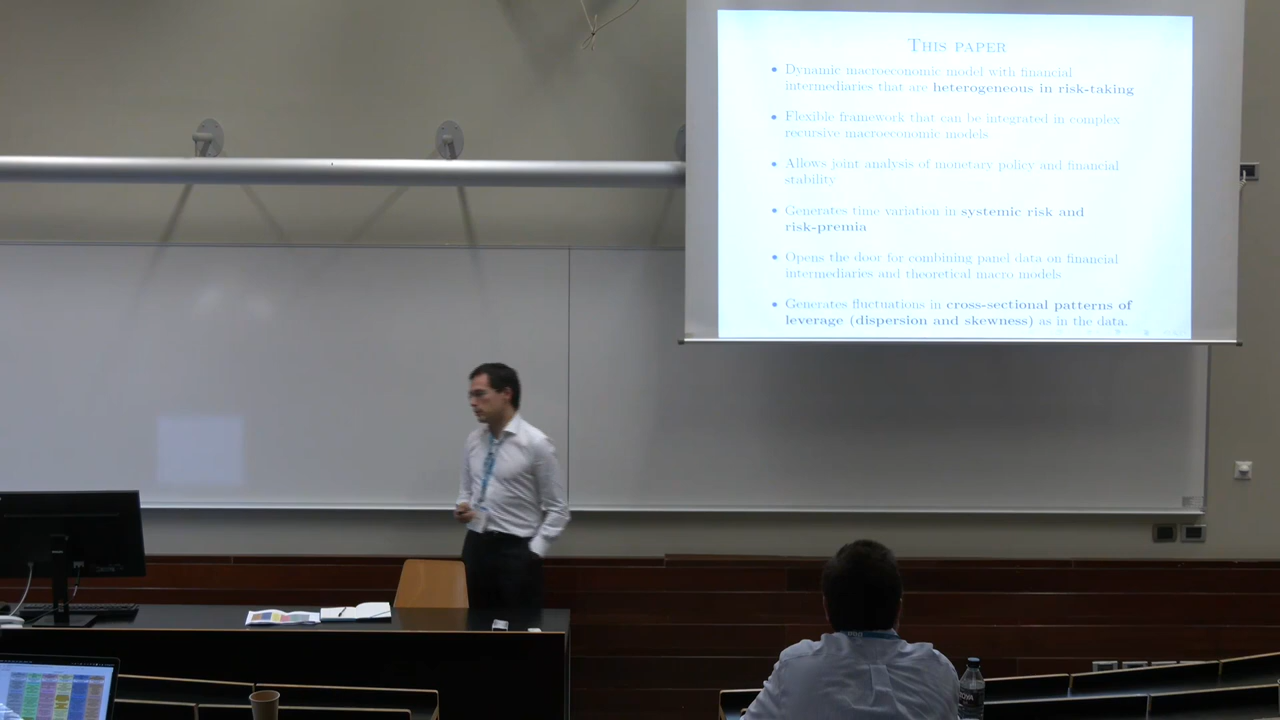 THIS PAPER
• Dynamic macroeconomic model with financial
intermediaries that are heterogeneous in risk-taking
• Flexible framework that can be integrated in complex
recursive macroeconomic models
• Allows joint analysis of monetary policy and financial
stability
• Generates time variation in systemic risk and
risk-premia
• Opens the door for combining panel data on financial
intermediaries and theoretical macro models
• Generates fluctuations in cross-sectional patterns of
leverage (dispersion and skewness) as in the data.